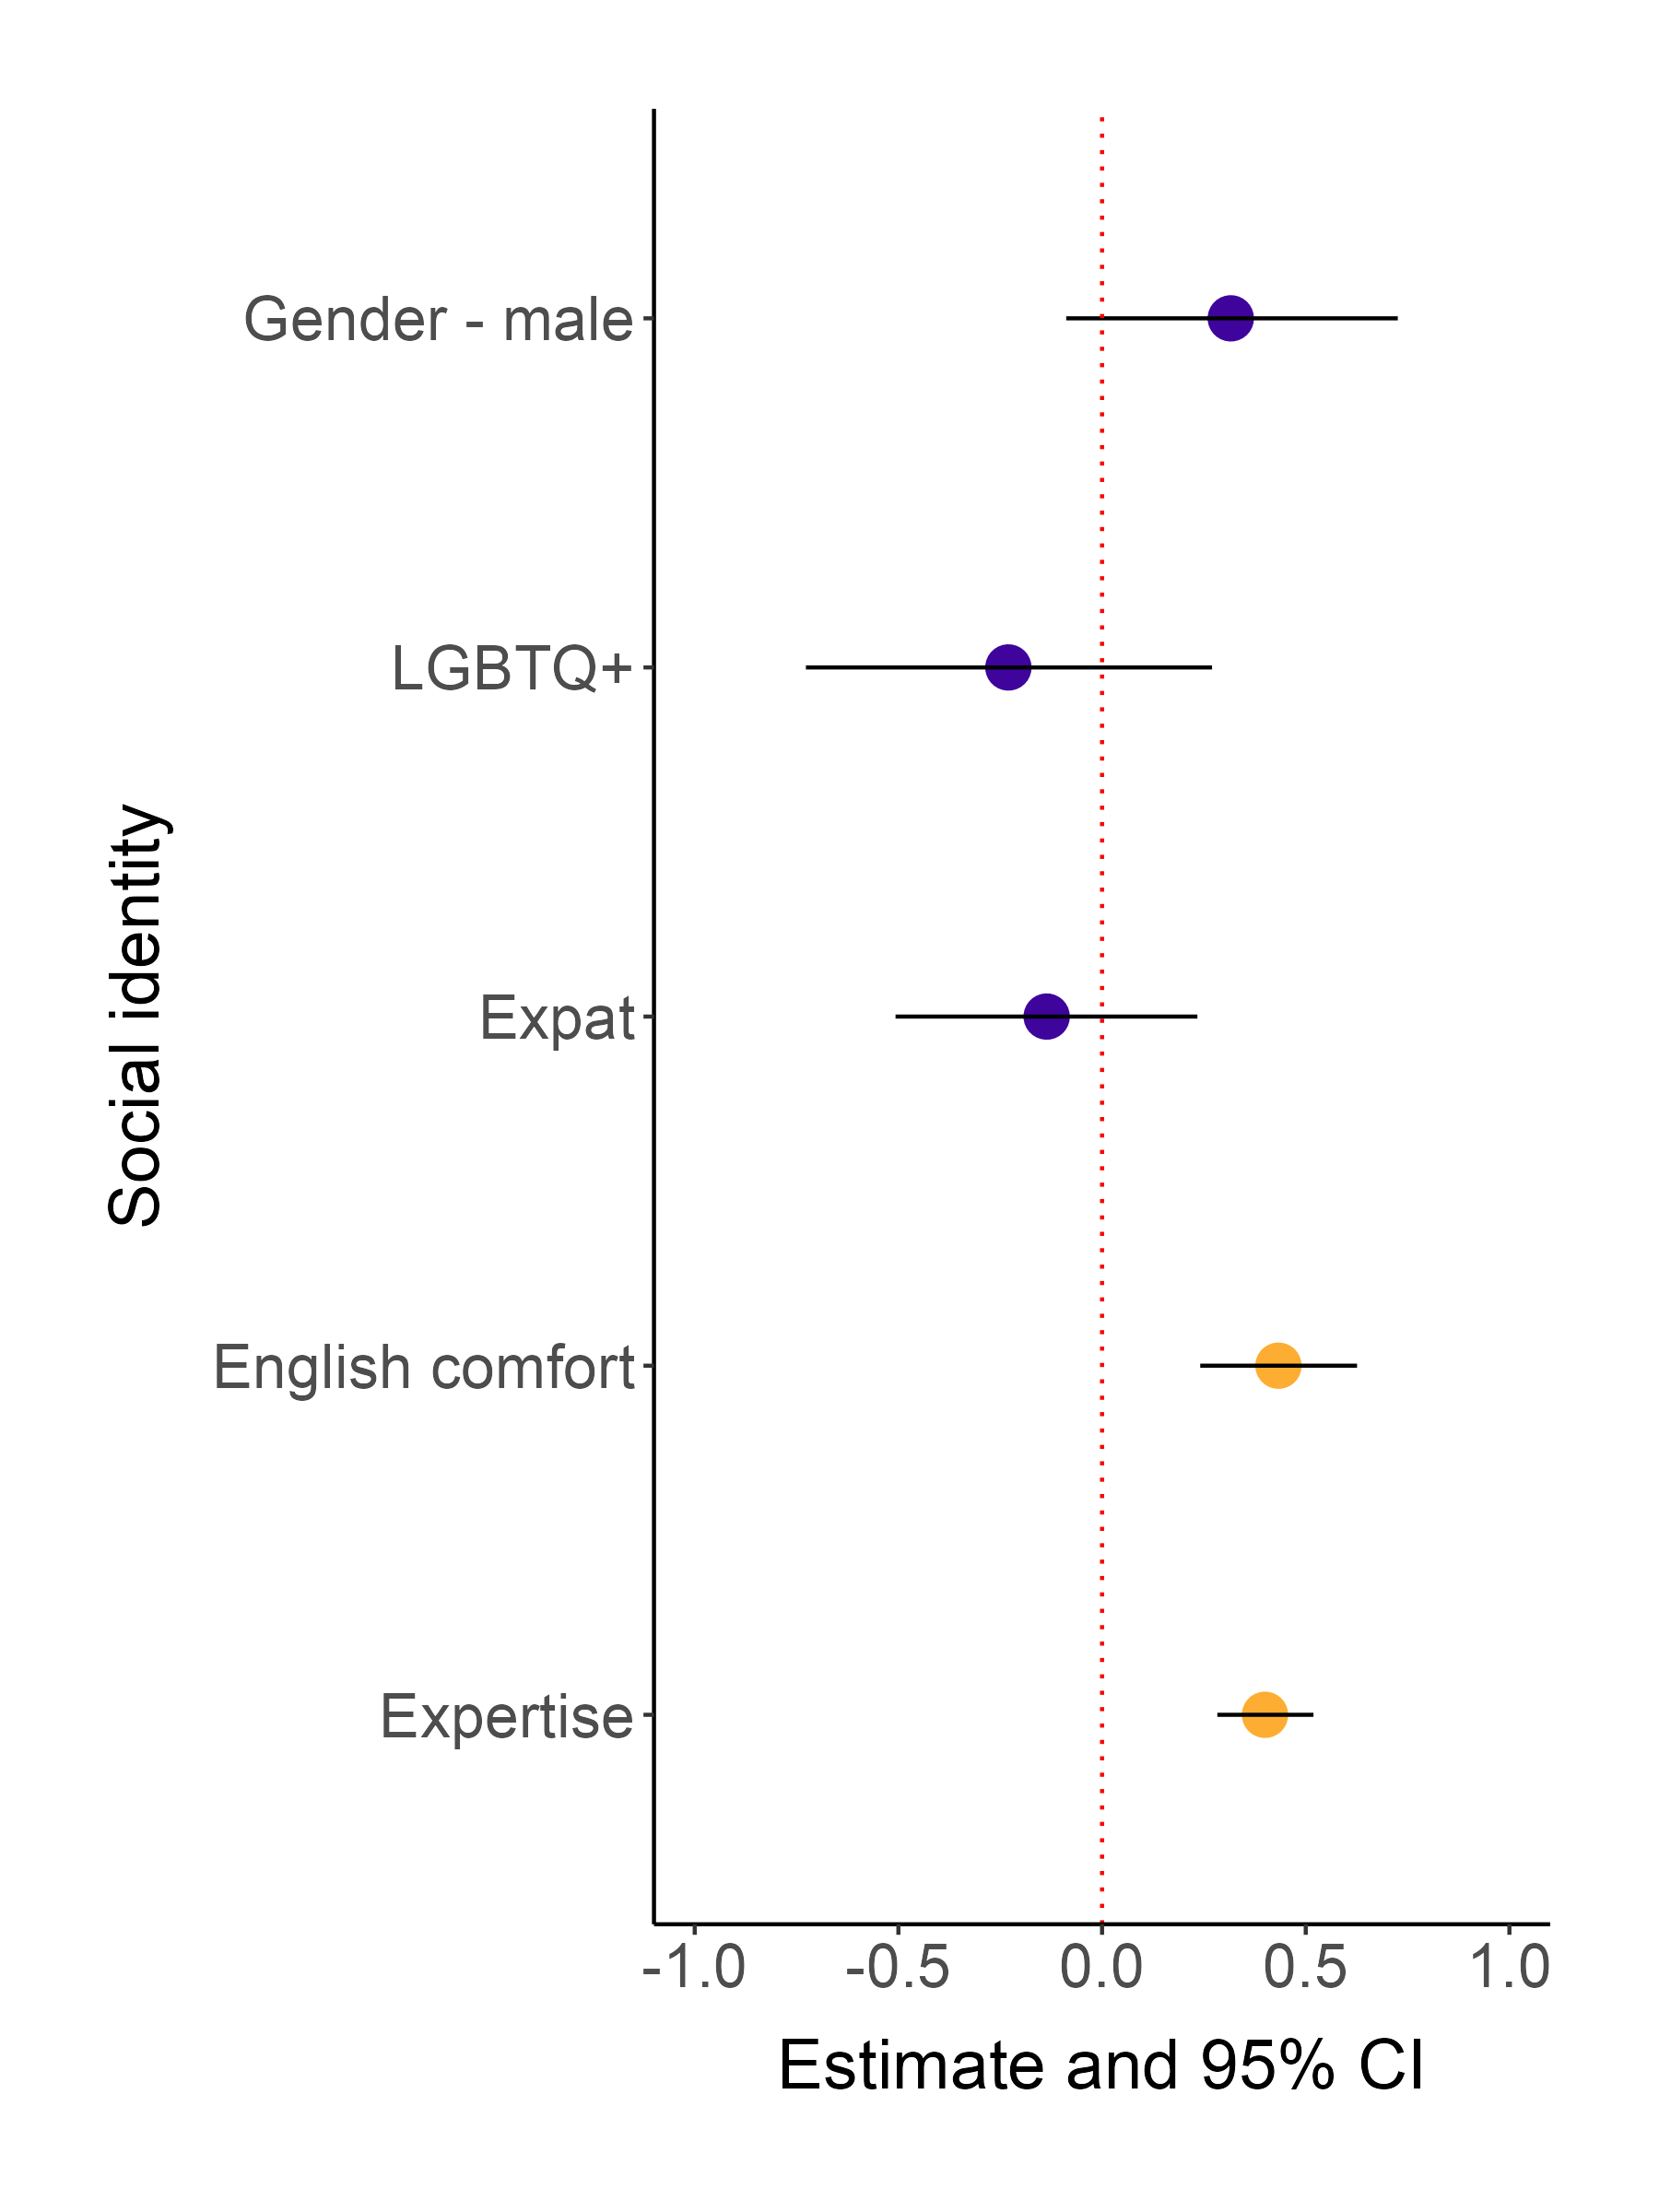 Social identity
Gender - male
LGBTQ+
Expat
English comfort
Expertise
-1.0 -0.5 0.0 0.5 1.0
Estimate and 95% CI